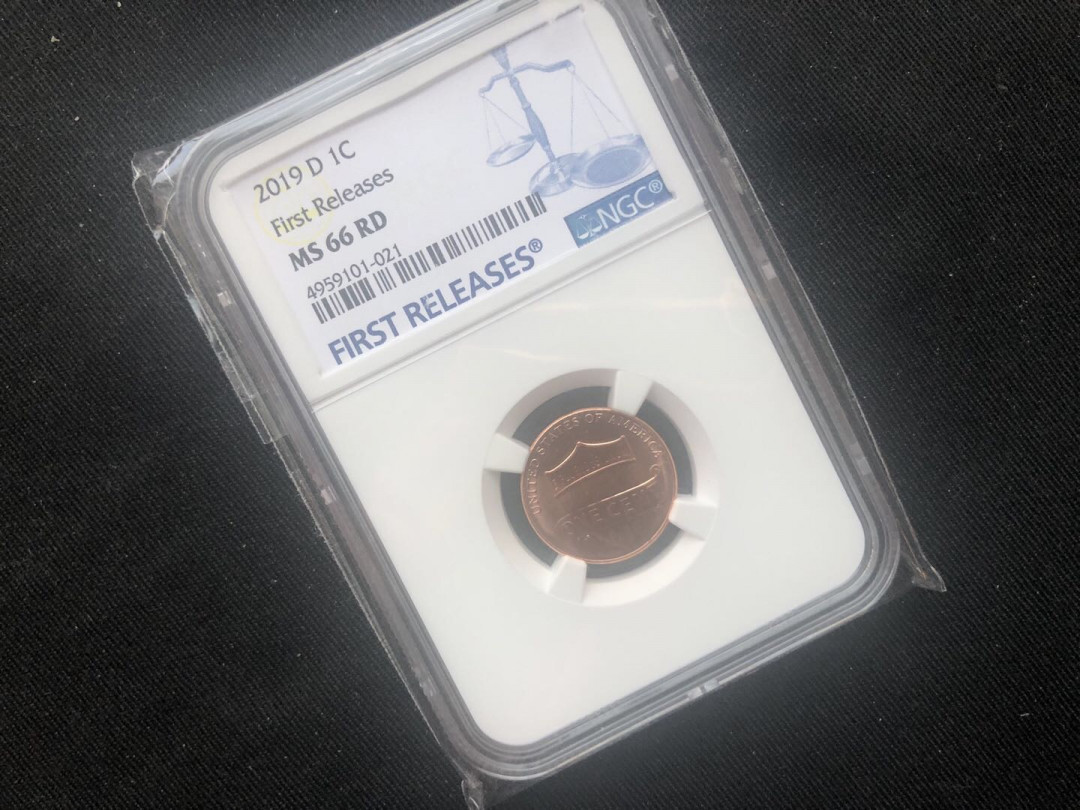 2019 D 1C
First Releases
MS 66 RD
4959101-021
FIRST RELEASES®
NGC®
UNITED STATES OF AMERICA
ONE CENT